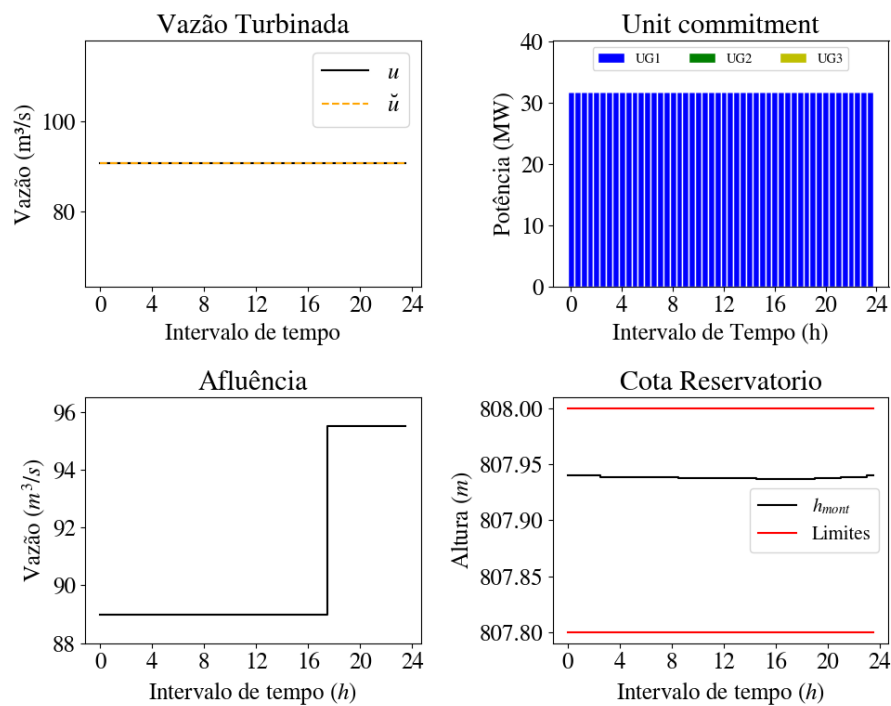 Vazão Turbinada
Vazão (m³/s)
100
80
u
ŭ
0 4 8 12 16 20 24
Intervalo de tempo
Unit commitment
Potência (MW)
40
30
20
10
0
UG1 UG2 UG3
0 4 8 12 16 20 24
Intervalo de Tempo (h)
Afluência
Vazão (m³/s)
96
94
92
90
88
0 4 8 12 16 20 24
Intervalo de tempo (h)
Cota Reservatorio
Altura (m)
808.00
807.95
807.90
807.85
807.80
h_mont
Limites
0 4 8 12 16 20 24
Intervalo de tempo (h)